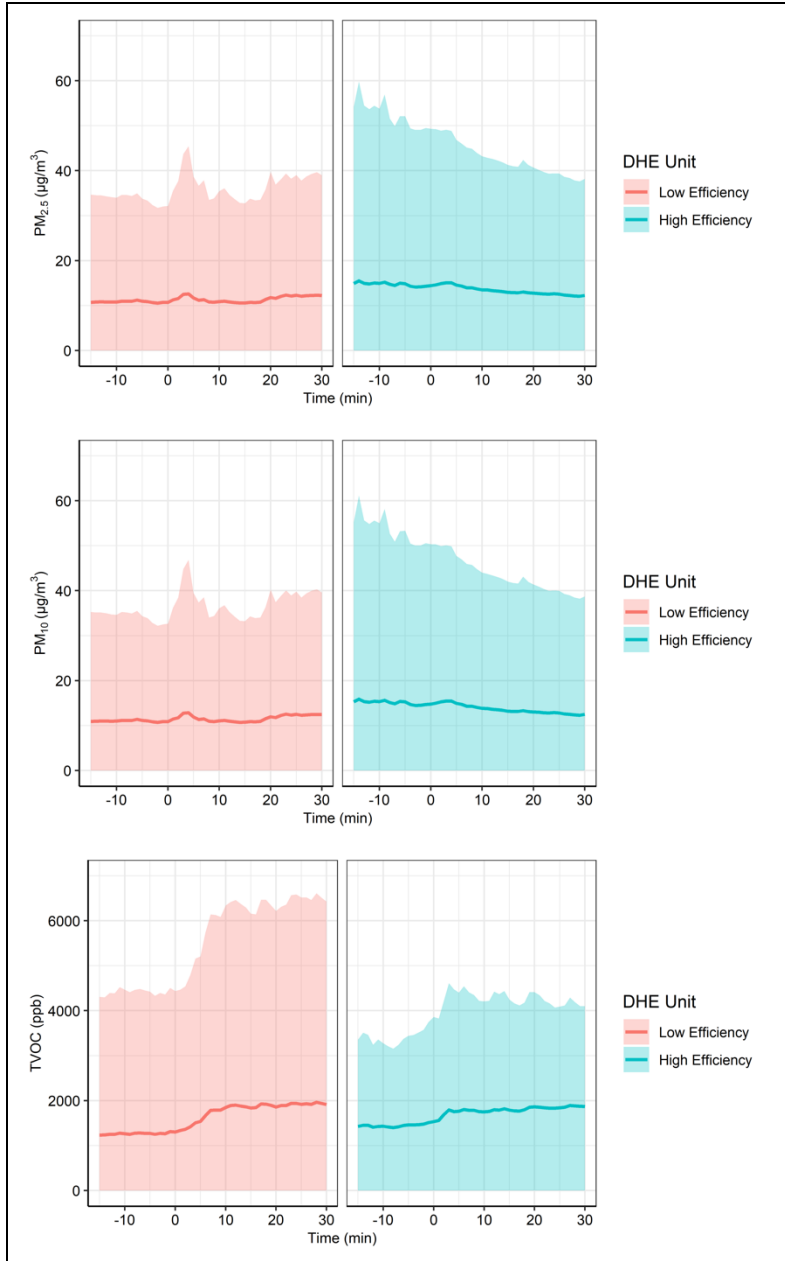 PM2.5 (µg/m3)
60
40
20
0
-10 0 10 20 30 -10 0 10 20 30
Time (min)
DHE Unit
Low Efficiency
High Efficiency
PM10 (µg/m3)
60
40
20
0
-10 0 10 20 30 -10 0 10 20 30
Time (min)
DHE Unit
Low Efficiency
High Efficiency
TVOC (ppb)
6000
4000
2000
0
-10 0 10 20 30 -10 0 10 20 30
Time (min)
DHE Unit
Low Efficiency
High Efficiency